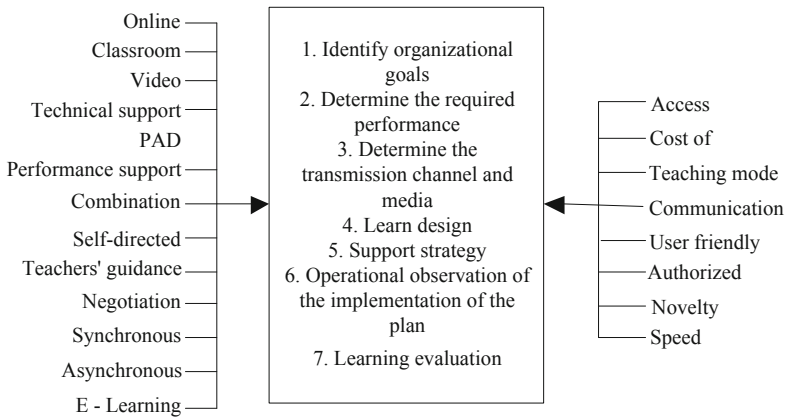 Online
Classroom
Video
Technical support
PAD
Performance support
Combination
Self-directed
Teachers' guidance
Negotiation
Synchronous
Asynchronous
E - Learning
1. Identify organizational
goals
2. Determine the required
performance
3. Determine the
transmission channel and
media
4. Learn design
5. Support strategy
6. Operational observation of
the implementation of the
plan
7. Learning evaluation
Access
Cost of
Teaching mode
Communication
User friendly
Authorized
Novelty
Speed